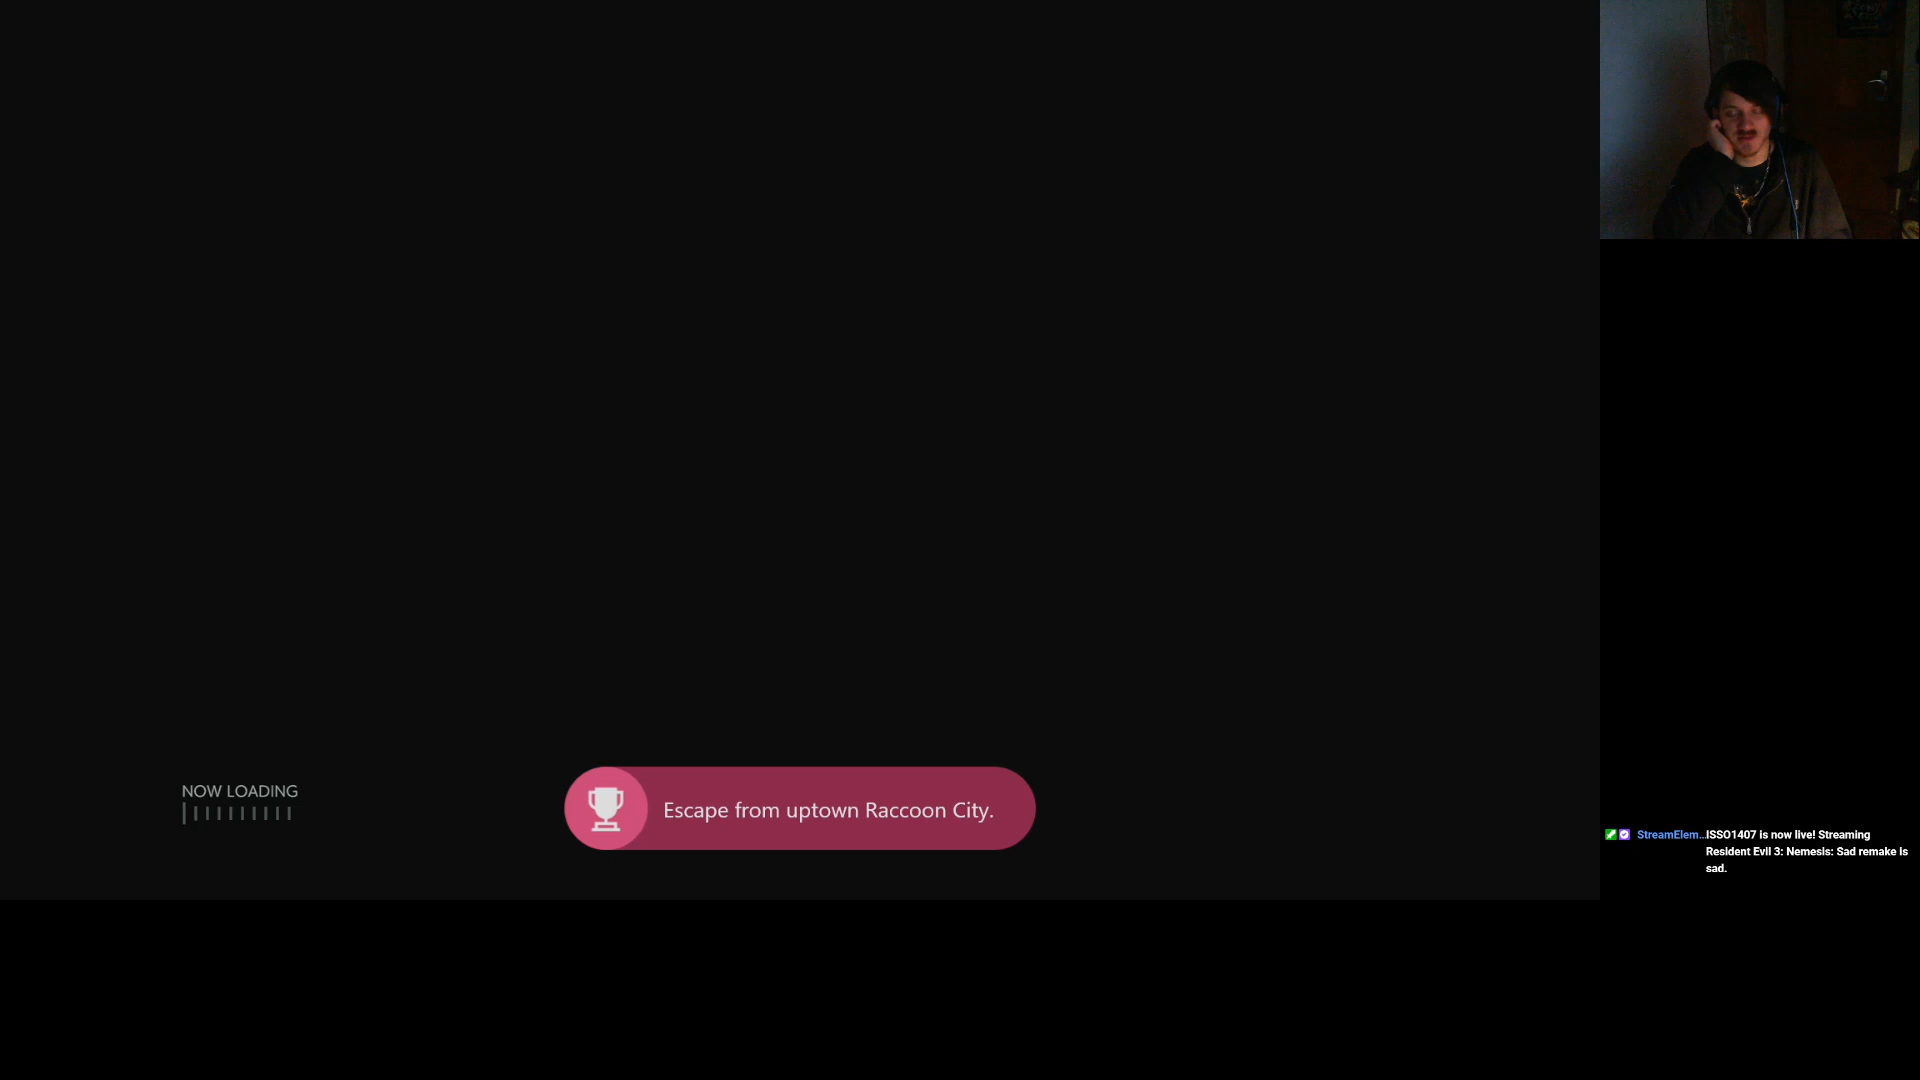 NOW LOADING
Escape from uptown Raccoon City.
StreamElem...ISSO1407 is now live! Streaming
Resident Evil 3: Nemesis: Sad remake is
sad.